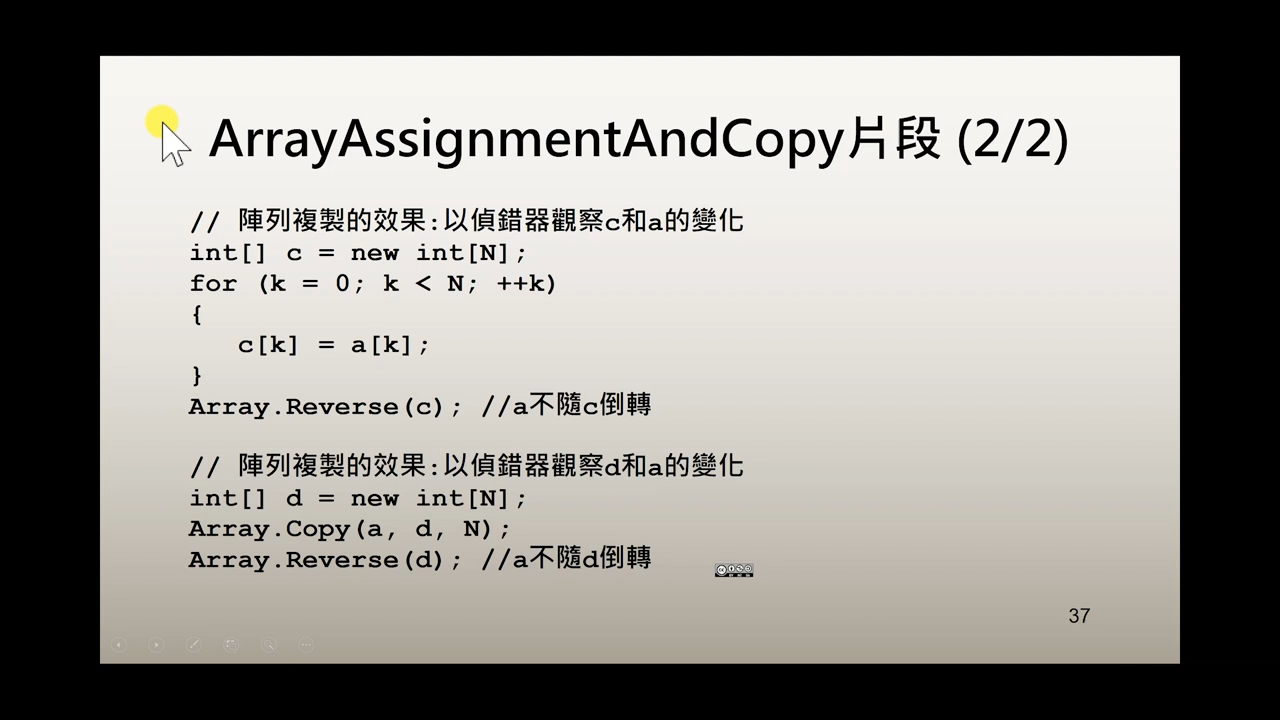 ArrayAssignmentAndCopy片段 (2/2)
// 陣列複製的效果:以偵錯器觀察c和a的變化
int[] c = new int[N];
for (k = 0; k < N; ++k)
{
c[k] = a[k];
}
Array.Reverse(c); //a不隨c倒轉
// 陣列複製的效果:以偵錯器觀察d和a的變化
int[] d = new int[N];
Array.Copy(a, d, N);
Array.Reverse(d); //a不隨d倒轉
37